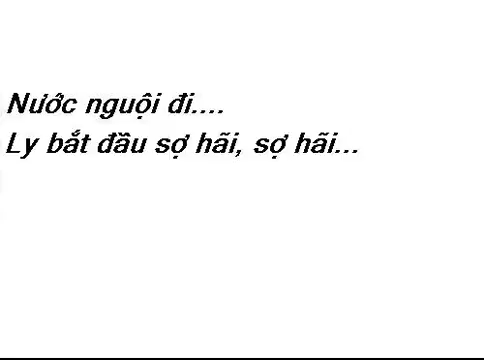 Nước nguội đi....
Ly bắt đầu sợ hãi, sợ hãi...